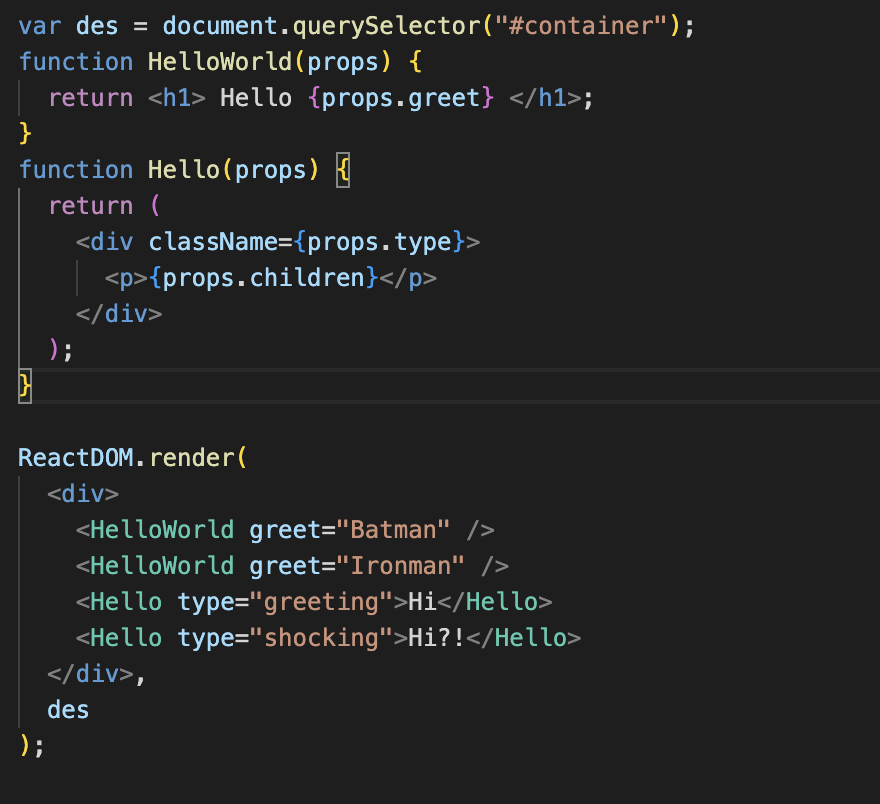 var des = document.querySelector("#container");
function HelloWorld(props) {
  return <h1> Hello {props.greet} </h1>;
}
function Hello(props) {
  return (
    <div className={props.type}>
      <p>{props.children}</p>
    </div>
  );
}

ReactDOM.render(
  <div>
    <HelloWorld greet="Batman" />
    <HelloWorld greet="Ironman" />
    <Hello type="greeting">Hi</Hello>
    <Hello type="shocking">Hi?!</Hello>
  </div>,
  des
);